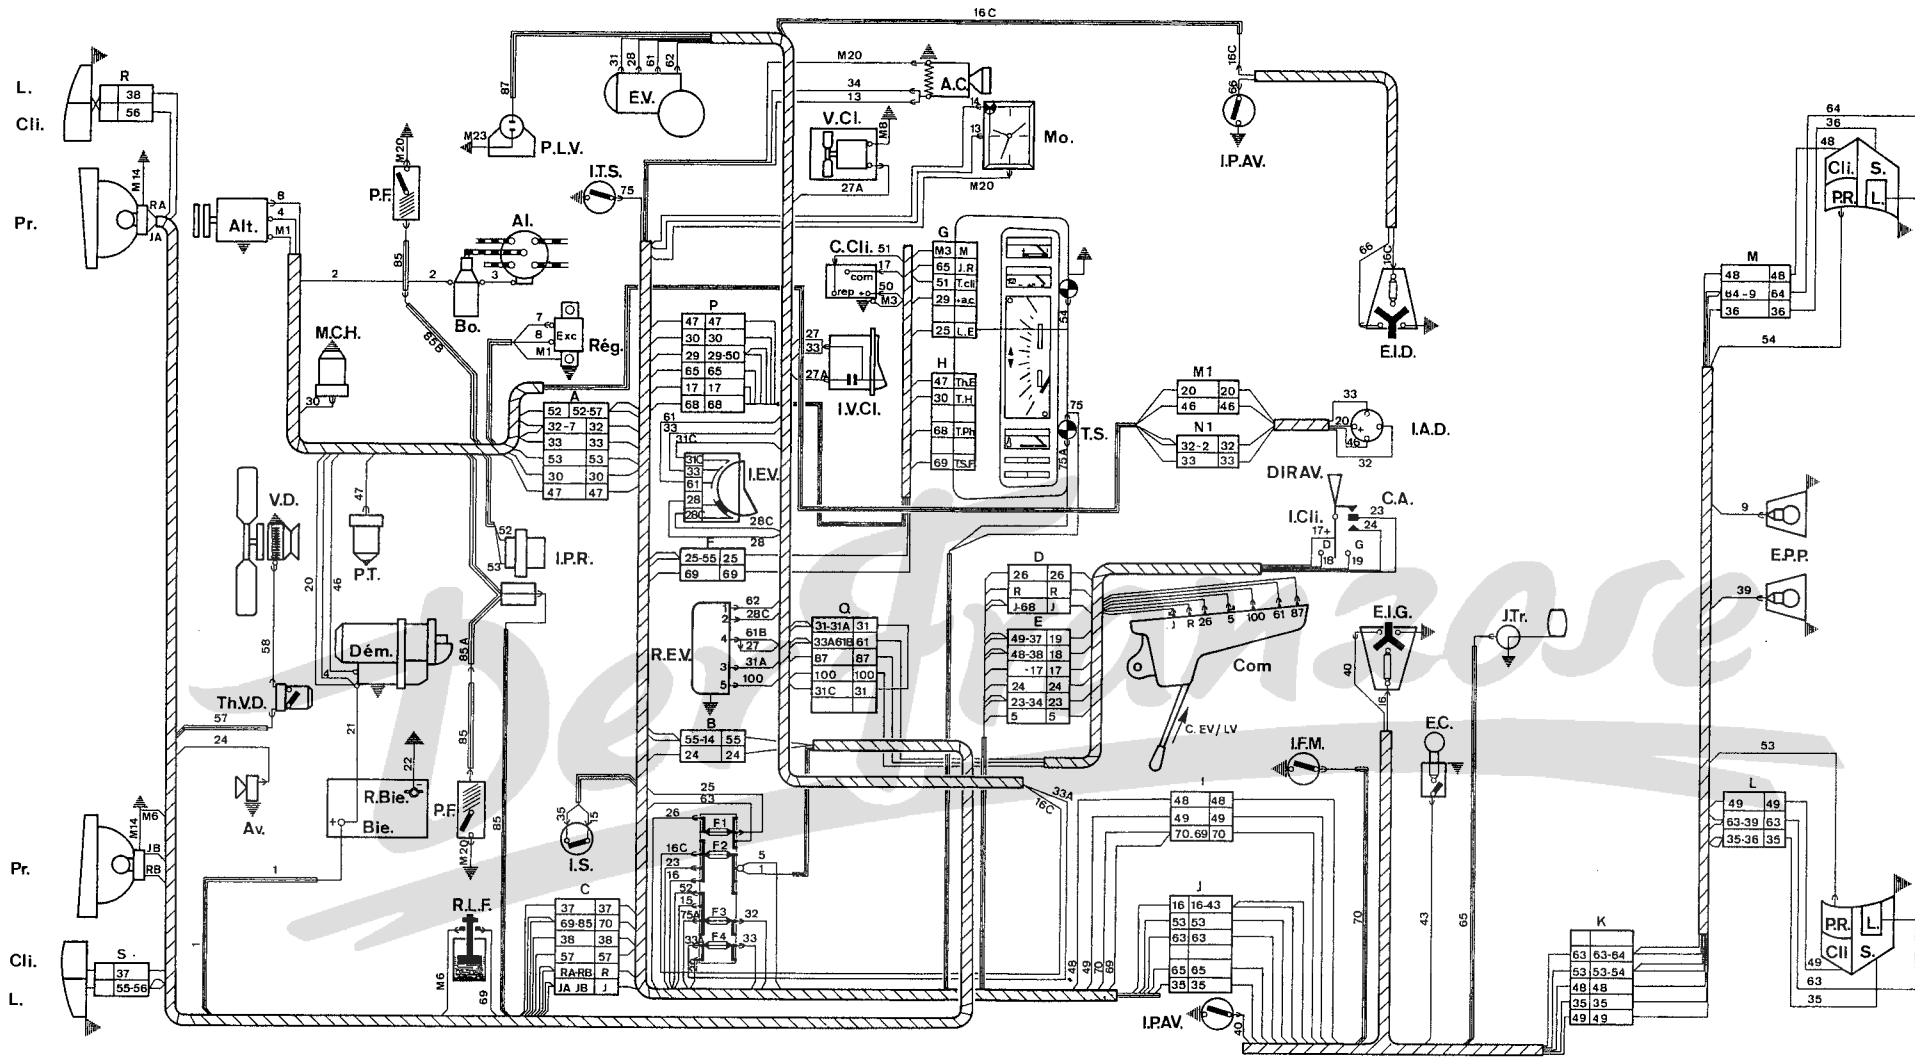 L.
Cli.
R
38
56
Pr.
M14
RA
JA
Alt.
8
4
M1
2
M20
P.F.
85
2
3
Bo.
Al.
85B
M.C.H.
30
7
8
M1
Exc
Rég.
87
M23
P.L.V.
31
28
61
62
E.V.
I.T.S.
75
16C
M20
34
13
A.C.
V.Cl.
M8
27A
14
13
Mo.
M20
16C
66
I.P.AV.
66
16C
E.I.D.
64
36
48
Cli.
S.
P.R.
L.
M
48 48
64-9 64
36 36
54
C.Cli.
51
com
17
rep +
50
M3
G
M3 M
65 J.R
51 T.cli
29 +a.c
25 L.E
54
H
47 Th.E
30 T.H
68 T.Ph
69 T.S.F
75
T.S.
75A
P
47 47
30 30
29 29-50
65 65
17 17
68 68
27
33
27A
I.V.Cl.
A
52 52-57
32-7 32
33 33
53 53
30 30
47 47
61
33
31C
31C
33
61
28
28C
I.E.V.
28C
28
M1
20 20
46 46
N1
32-2 32
33 33
33
20
+
46
32
I.A.D.
DIRAV.
C.A.
I.Cli.
17+
23
24
D
G
18
19
V.D.
47
P.T.
52
53
I.P.R.
20
46
58
Dém.
4
85A
Th.V.D.
57
24
Av.
21
22
R.Bie.
+
Bie.
85
P.F.
M20
85
F
25-55 25
69 69
R.E.V.
1
2
4
3
5
62
28C
61B
27
31A
100
Q
31-31A 31
33A61B 61
87 87
100 100
31C 31
B
55-14 55
24 24
D
26 26
R R
J-68 J
E
49-37 19
48-38 18
-17 17
24 24
23-34 23
5 5
J
R
26
5
100
61
87
Com
C. EV/LV
E.I.G.
40
16
J.Tr.
E.C.
I.F.M.
9
E.P.P.
39
53
L
49 49
63-39 63
35-36 35
P.R.
L.
Cli
S.
49
63
35
Pr.
M14
M6
JB
RB
1
1
Cli.
L.
S
37
55-56
R.L.F.
M6
69
35
15
I.S.
C
37 37
69-85 70
38 38
57 57
RA-RB R
JA JB J
25
63
26
16C
23
16
52
15
75A
33A
20
F1
F2
F3
F4
5
1
32
33
33A
16C
1
48 48
49 49
70.69 70
48
49
70
69
J
16 16-43
53 53
63 63
65 65
35 35
I.P.AV.
40
70
43
65
K
63 63-64
53 53-54
48 48
35 35
49 49
Der Franzose